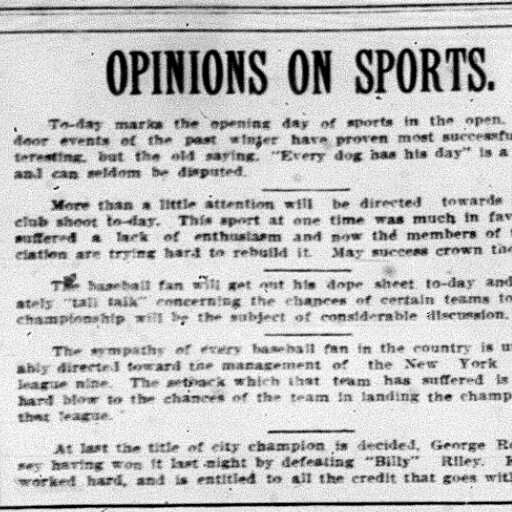 OPINIONS ON SPORTS.
To-day marks the opening day of sports in the open.
door events of the past winter have proven most successfu
teresting, but the old saying, "Every dog has his day" is a
and can seldom be disputed.
More than a little attention will be directed towards
club shoot to-day. This sport at one time was much in fav
suffered a lack of enthusiasm and now the members of
ciation are trying hard to rebuild it. May success crown the
The baseball fan will get out his dope sheet to-day and
ately "tall talk" concerning the chances of certain teams to
championship will be the subject of considerable discussion.
The sympathy of every baseball fan in the country is u
ably directed toward the management of the New York
league nine. The setback which that team has suffered is
hard blow to the chances of the team in landing the champ
that league.
At last the title of city champion is decided, George Ro
sey having won it last night by defeating "Billy" Riley.
worked hard, and is entitled to all the credit that goes with